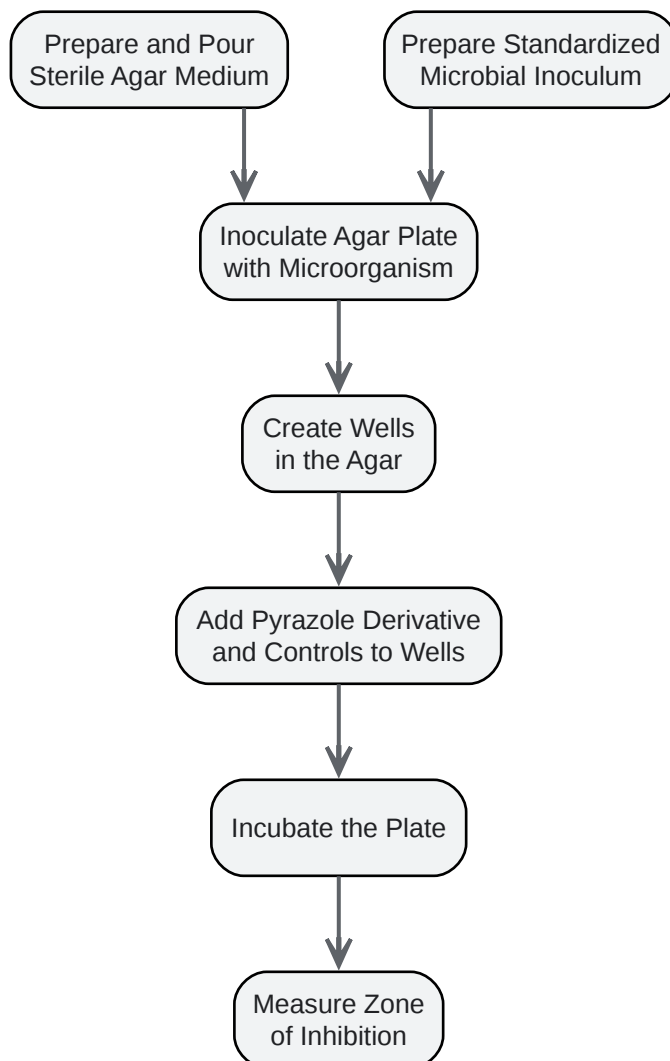 Prepare and Pour
Sterile Agar Medium
Prepare Standardized
Microbial Inoculum
Inoculate Agar Plate
with Microorganism
Create Wells
in the Agar
Add Pyrazole Derivative
and Controls to Wells
Incubate the Plate
Measure Zone
of Inhibition